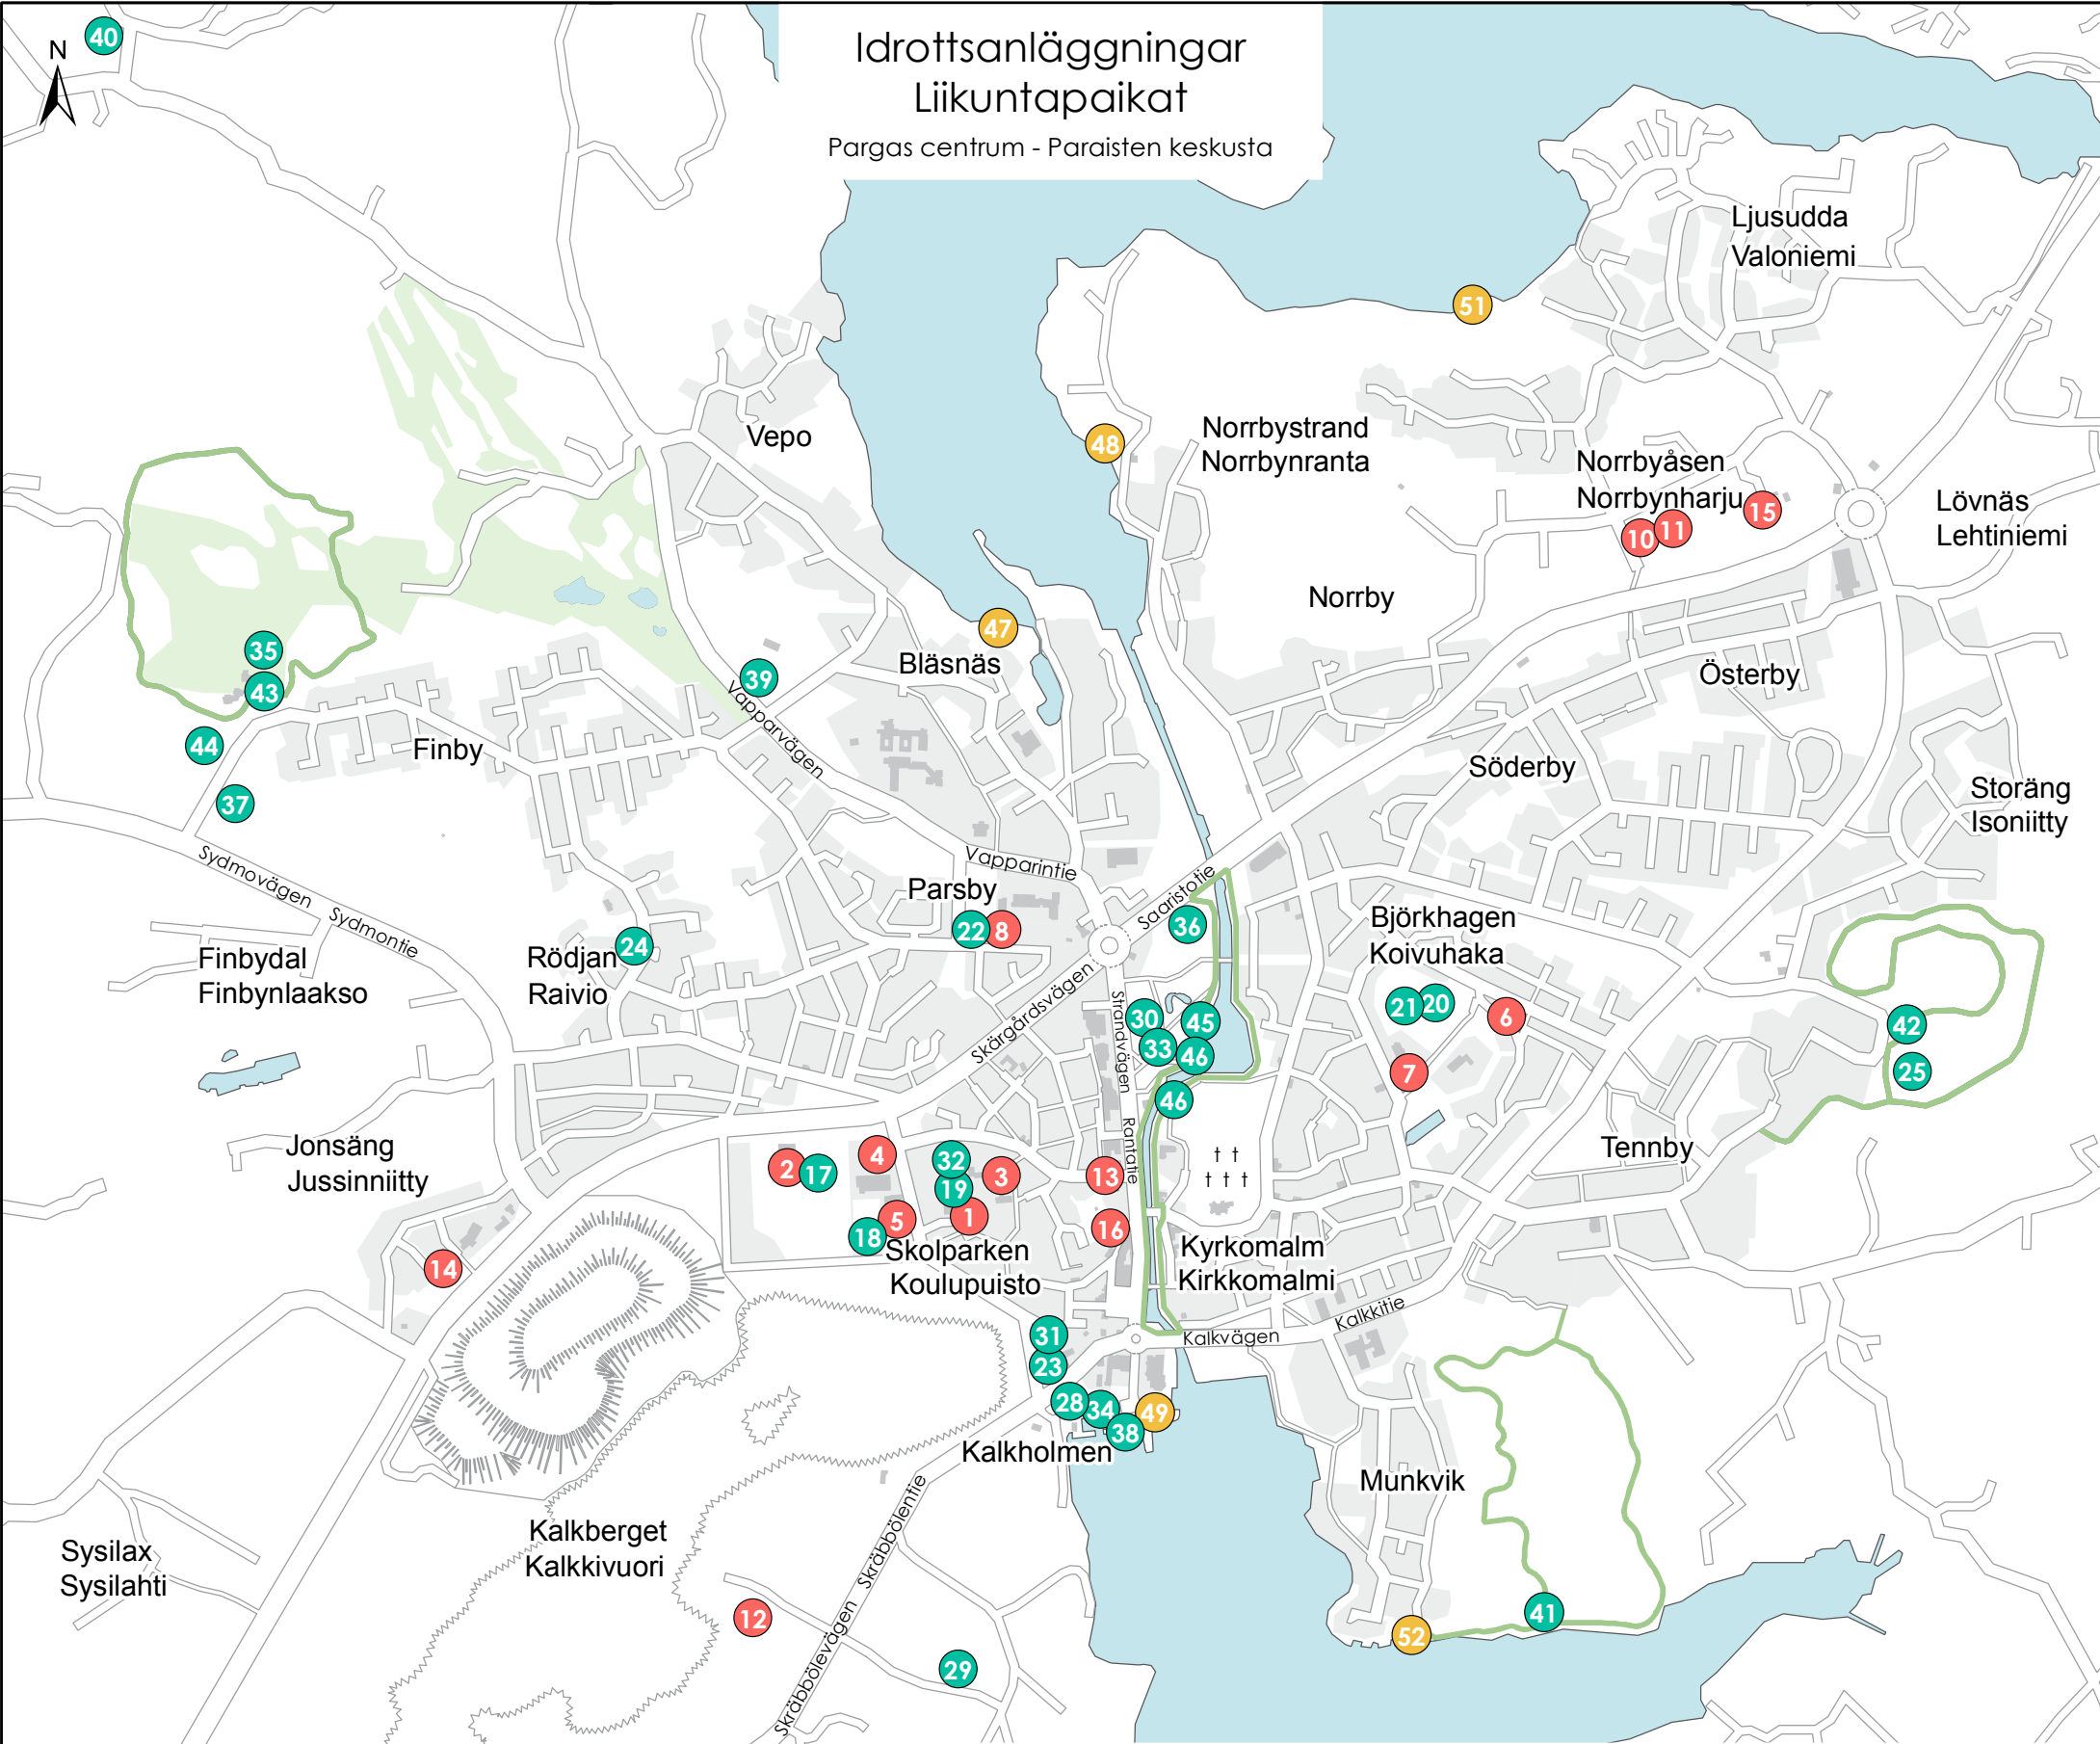 Idrottsanläggningar
Liikuntapaikat
Pargas centrum - Paraisten keskusta
40
N
Ljusudda
Valoniemi
51
Vepo
48
Norrbystrand
Norrbynranta
Norrbyåsen
Norrbynharju
15
10
11
Lövnäs
Lehtiniemi
Norrby
47
Bläsnäs
35
43
39
Vapparvägen
Österby
44
Finby
Söderby
37
Storäng
Isoniitty
Sydmovägen
Sydmontie
Vapparintie
Parsby
22
8
Saaristotie
36
Björkhagen
Koivuhaka
Finbydal
Finbynlaakso
Rödjan
Raivio
24
Skärgårdsvägen
Strandvägen
Rantatie
30
45
33
46
46
21
20
6
7
42
25
Jonsäng
Jussinniitty
Tennby
2
17
4
32
19
3
1
13
5
18
16
14
Skolparken
Koulupuisto
Kyrkomalm
Kirkkomalmi
Kalkvägen
Kalkkitie
31
23
28
34
38
49
Kalkholmen
Munkvik
Kalkberget
Kalkkivuori
Skräbbölentie
Skräbbölevägen
Sysilax
Sysilahti
12
29
41
52